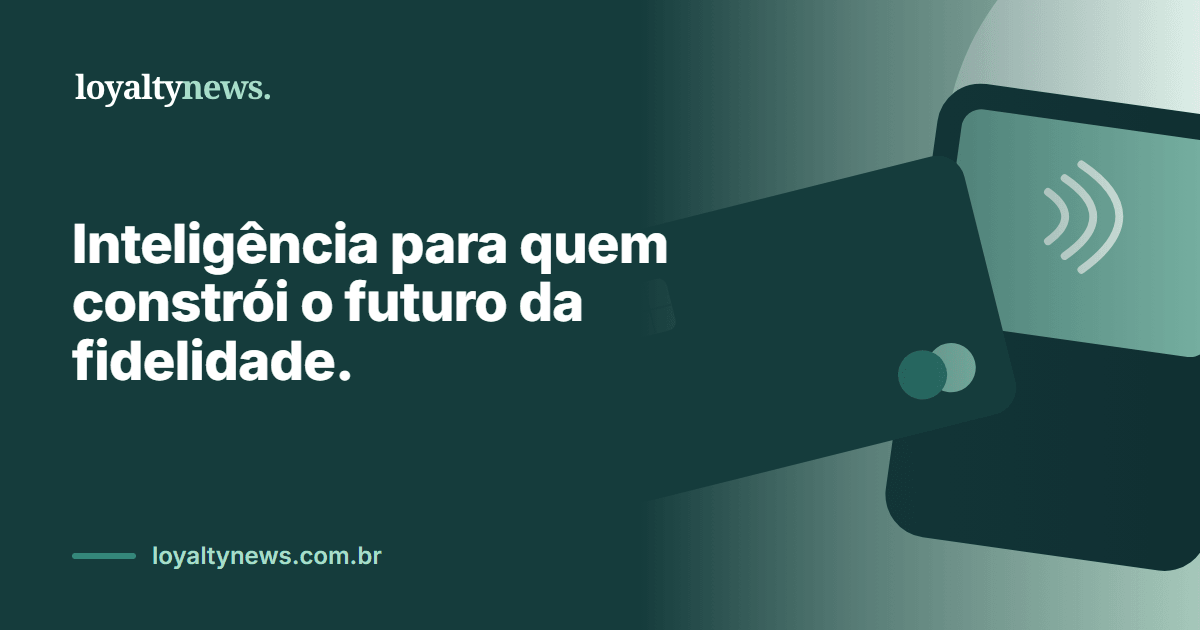 loyaltynews.
Inteligência para quem
constrói o futuro da
fidelidade.
loyaltynews.com.br